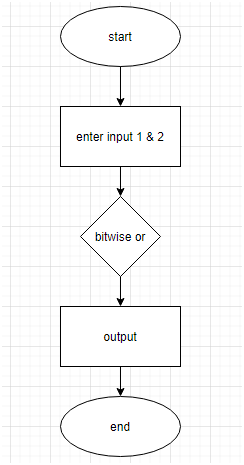 start
enter input 1 & 2
bitwise or
output
end